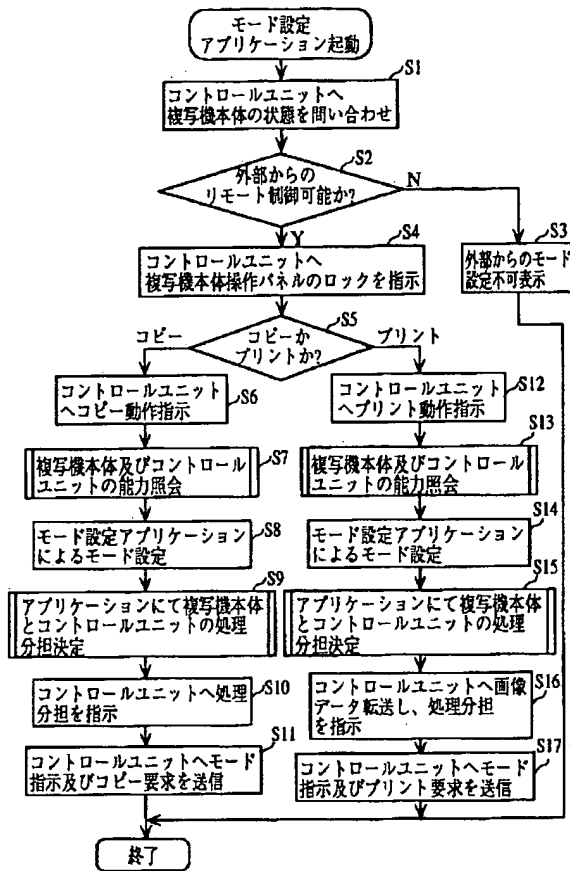 モード設定
アプリケーション起動
S1
コントロールユニットへ
複写機本体の状態を問い合わせ
S2
外部からの
リモート制御可能か?
N
Y
S3
外部からのモード
設定不可表示
S4
コントロールユニットへ
複写機本体操作パネルのロックを指示
S5
コピーか
プリントか?
コピー
プリント
S6
コントロールユニット
へコピー動作指示
S7
複写機本体及びコントロール
ユニットの能力照会
S8
モード設定アプリケーション
によるモード設定
S9
アプリケーションにて複写機本体
とコントロールユニットの処理
分担決定
S10
コントロールユニットへ処理
分担を指示
S11
コントロールユニットへモード
指示及びコピー要求を送信
S12
コントロールユニット
へプリント動作指示
S13
複写機本体及びコントロール
ユニットの能力照会
S14
モード設定アプリケーション
によるモード設定
S15
アプリケーションにて複写機本体
とコントロールユニットの処理
分担決定
S16
コントロールユニットへ画像
データ転送し、処理分担
を指示
S17
コントロールユニットへモード
指示及びプリント要求を送信
終了